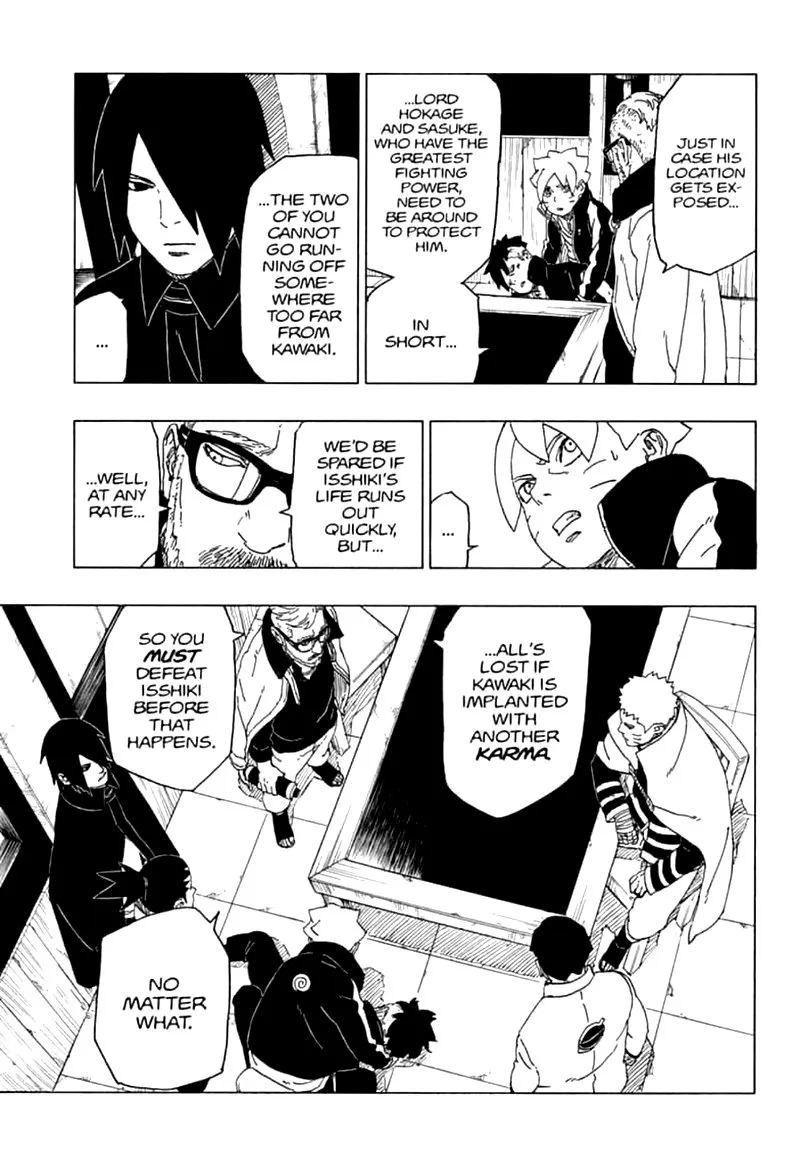 JUST IN
CASE HIS
LOCATION
GETS EX-
POSED...
...LORD
HOKAGE
AND SASUKE,
WHO HAVE THE
GREATEST
FIGHTING
POWER,
NEED TO
BE AROUND
TO PROTECT
HIM.
IN
SHORT...
...THE TWO
OF YOU
CANNOT
GO RUN-
NING OFF
SOME-
WHERE
TOO FAR
FROM
KAWAKI.
...
...
WE'D BE
SPARED IF
ISSHIKI'S
LIFE RUNS
OUT
QUICKLY,
BUT...
...WELL,
AT ANY
RATE...
...ALL'S
LOST IF
KAWAKI IS
IMPLANTED
WITH
ANOTHER
KARMA.
SO YOU
MUST
DEFEAT
ISSHIKI
BEFORE
THAT
HAPPENS.
NO
MATTER
WHAT.